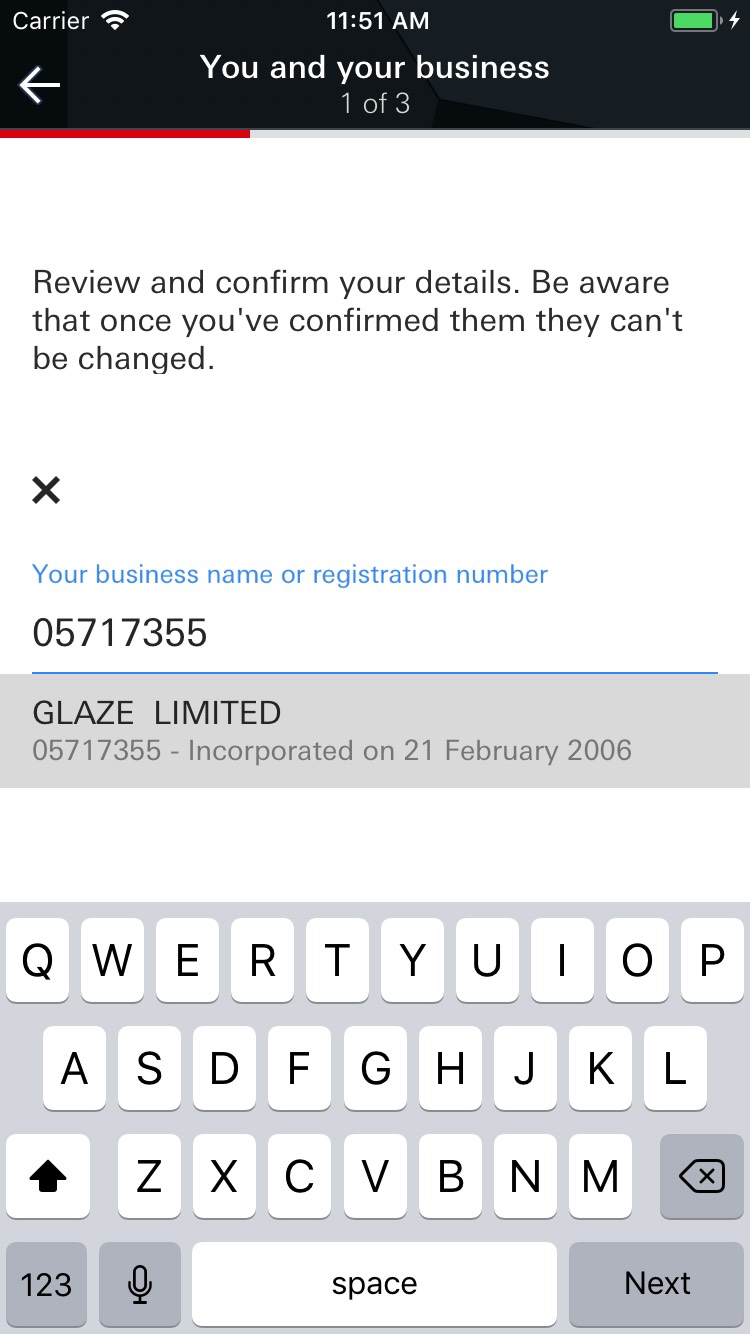 Carrier 11:51 AM
You and your business
1 of 3
Review and confirm your details. Be aware
that once you've confirmed them they can't
be changed.
Your business name or registration number
05717355
GLAZE  LIMITED
05717355 - Incorporated on 21 February 2006
Q W E R T Y U I O P
A S D F G H J K L
Z X C V B N M
123 space Next